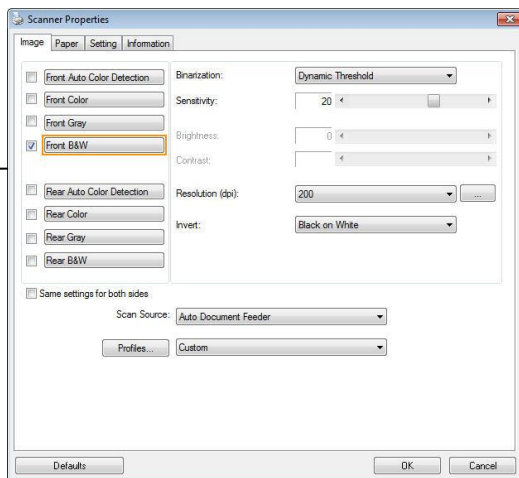 Scanner Properties
Image Paper Setting Information
Front Auto Color Detection
Front Color
Front Gray
Front B&W
Rear Auto Color Detection
Rear Color
Rear Gray
Rear B&W
Binarization: Dynamic Threshold
Sensitivity: 20
Brightness: 0
Contrast:
Resolution (dpi): 200 ...
Invert: Black on White
Same settings for both sides
Scan Source: Auto Document Feeder
Profiles... Custom
Defaults OK Cancel